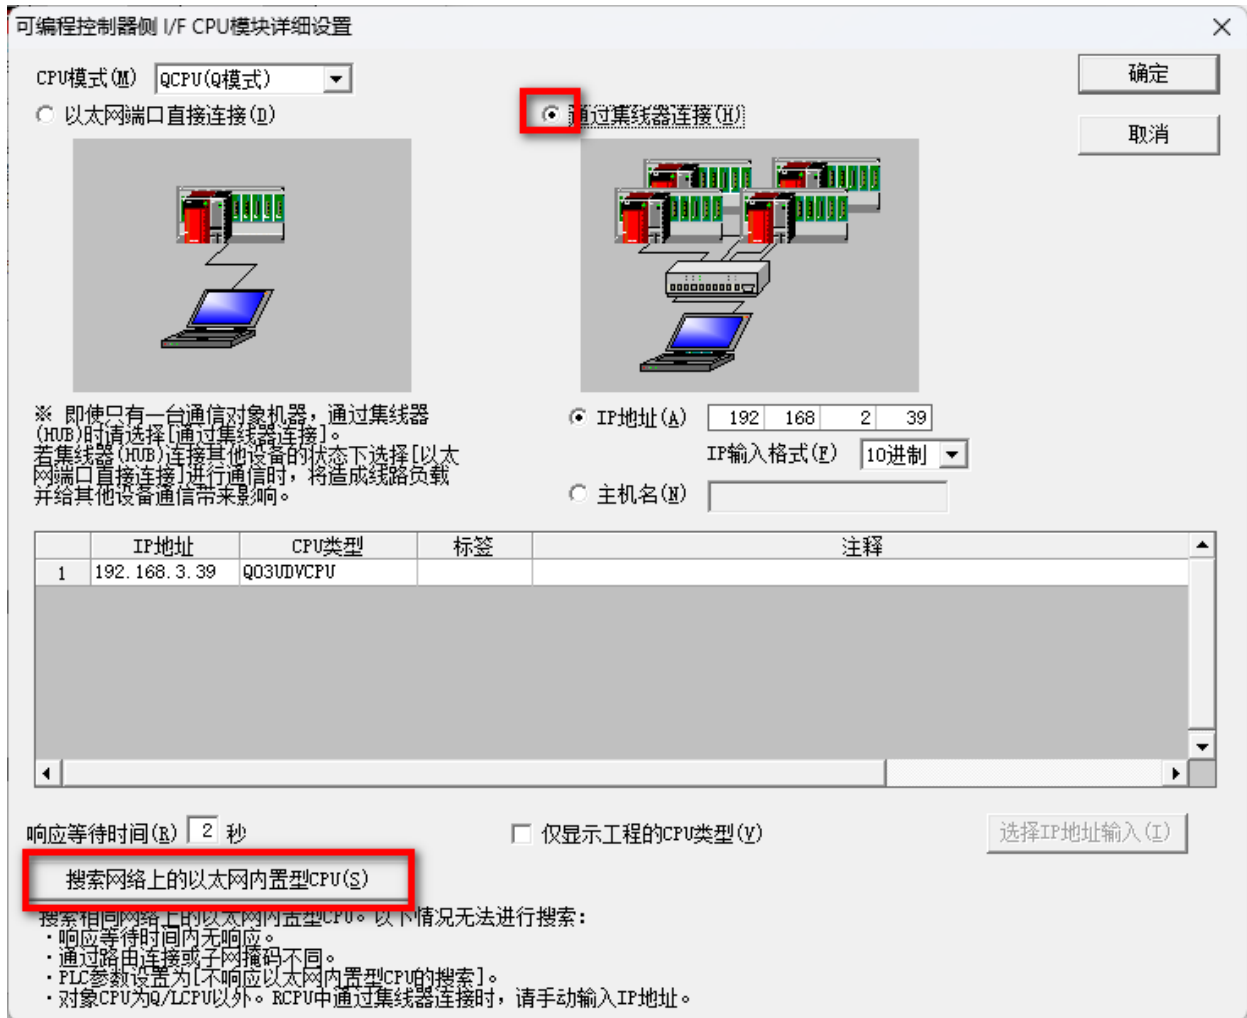 可编程控制器侧 I/F CPU模块详细设置
CPU模式(M) QCPU(Q模式)
确定
以太网端口直接连接(D) 通过集线器连接(H)
取消
※ 即使只有一台通信对象机器，通过集线器
(HUB)时请选择[通过集线器连接]。
若集线器(HUB)连接其他设备的状态下选择[以太
网端口直接连接]进行通信时，将造成线路负载
并给其他设备通信带来影响。
IP地址(A) 192 168 2 39
IP输入格式(F) 10进制
主机名(N)
IP地址 CPU类型 标签 注释
1 192.168.3.39 Q03UDVCPU
响应等待时间(R) 2 秒 仅显示工程的CPU类型(V) 选择IP地址输入(I)
搜索网络上的以太网内置型CPU(S)
搜索相同网络上的以太网内置型CPU。以下情况无法进行搜索：
・响应等待时间内无响应。
・通过路由连接或子网掩码不同。
・PLC参数设置为[不响应以太网内置型CPU的搜索]。
・对象CPU为Q/LCPU以外。RCPU中通过集线器连接时，请手动输入IP地址。